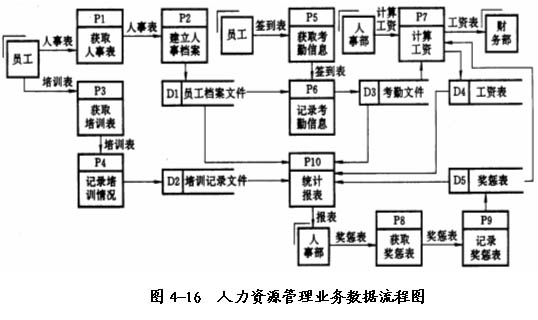 P1
获取
人事表
P2
建立人
事档案
P5
获取考
勤信息
P7
计算
工资
员工
人事表
人事表
员工
签到表
人
事
部
计算
工资
工资表
财
务部
培训表
签到表
P3
获取
培训表
D1 员工档案文件
P6
记录考
勤信息
D3 考勤文件
D4 工资表
培训表
P4
记录培
训情况
D2 培训记录文件
P10
统计
报表
D5 奖惩表
报表
人
事部
奖惩表
P8
获取
奖惩表
奖惩表
P9
记录
奖惩表
图 4-16 人力资源管理业务数据流程图